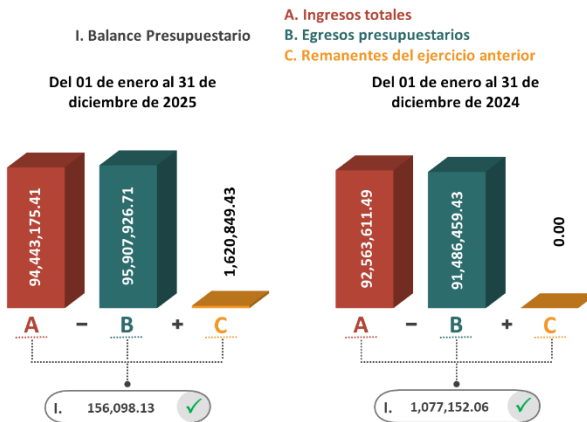 I. Balance Presupuestario
A. Ingresos totales
B. Egresos presupuestarios
C. Remanentes del ejercicio anterior
Del 01 de enero al 31 de
diciembre de 2025
94,443,175.41
95,907,926.71
1,620,849.43
A – B + C
I. 156,098.13 ✓
Del 01 de enero al 31 de
diciembre de 2024
92,563,611.49
91,486,459.43
0.00
A – B + C
I. 1,077,152.06 ✓